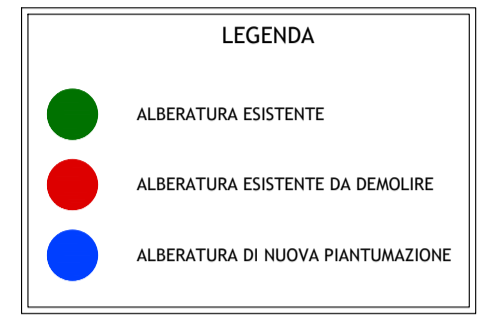 LEGENDA
ALBERATURA ESISTENTE
ALBERATURA ESISTENTE DA DEMOLIRE
ALBERATURA DI NUOVA PIANTUMAZIONE